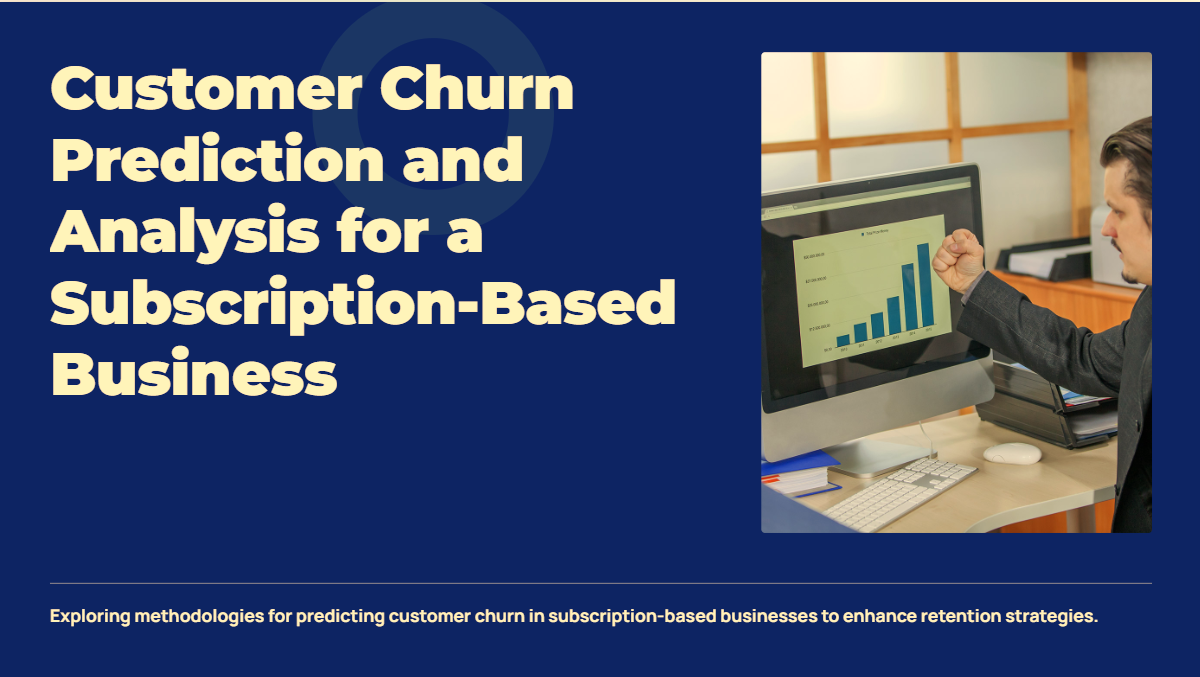 Customer Churn
Prediction and
Analysis for a
Subscription-Based
Business
Exploring methodologies for predicting customer churn in subscription-based businesses to enhance retention strategies.